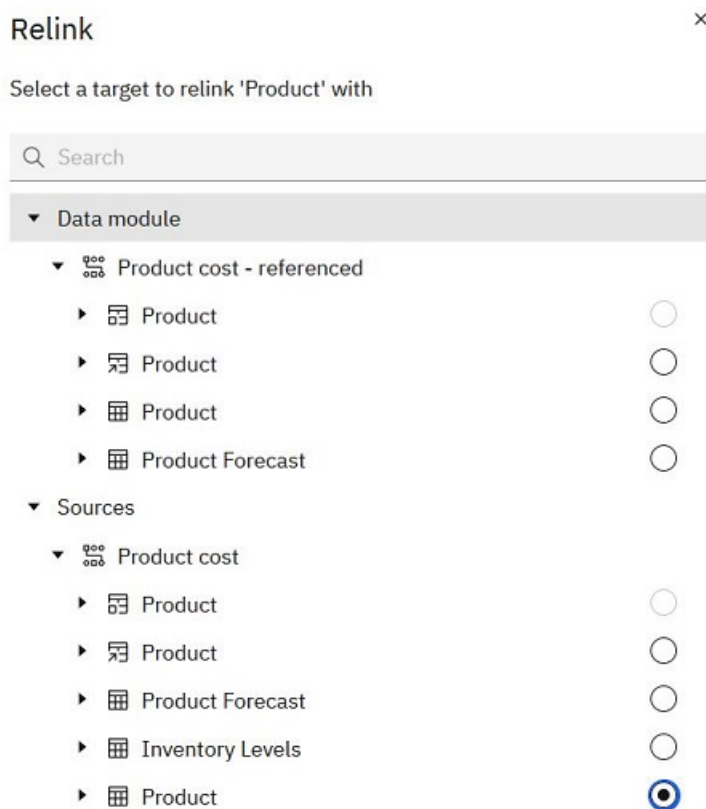 Relink
Select a target to relink 'Product' with
Search
Data module
Product cost - referenced
Product
Product
Product
Product Forecast
Sources
Product cost
Product
Product
Product Forecast
Inventory Levels
Product